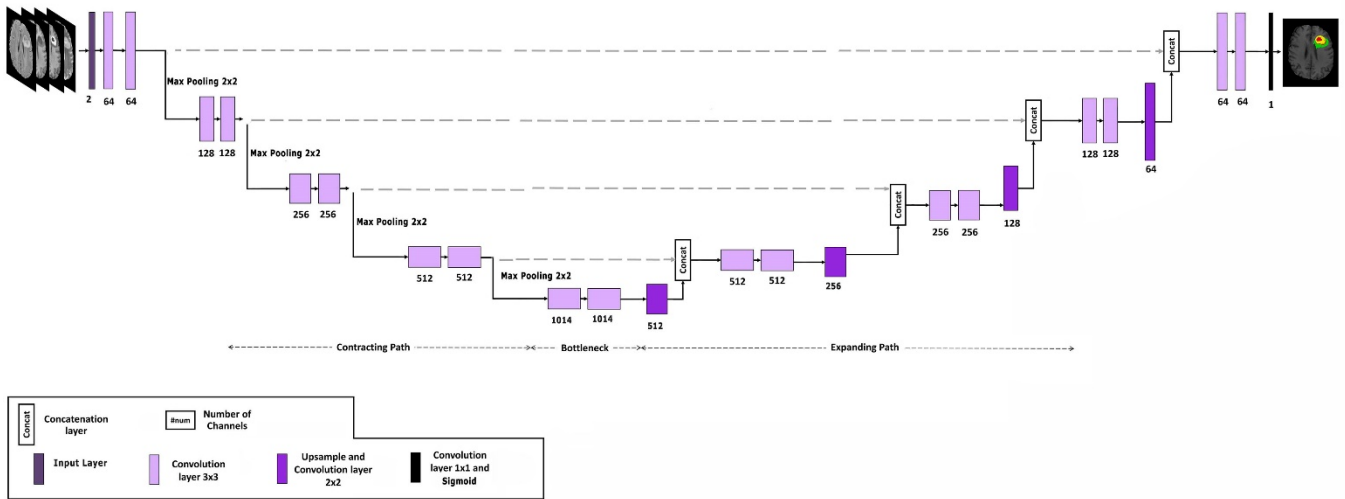 Concat
Max Pooling 2x2
2
64
64
64
64
1
Concat
Max Pooling 2x2
128
128
128
128
64
Concat
Max Pooling 2x2
256
256
256
256
128
Concat
Max Pooling 2x2
512
512
512
512
256
1014
1014
512
Contracting Path
Bottleneck
Expanding Path
Concat
Concatenation
layer
#num
Number of
Channels
Input Layer
Convolution
layer 3x3
Upsample and
Convolution layer
2x2
Convolution
layer 1x1 and
Sigmoid